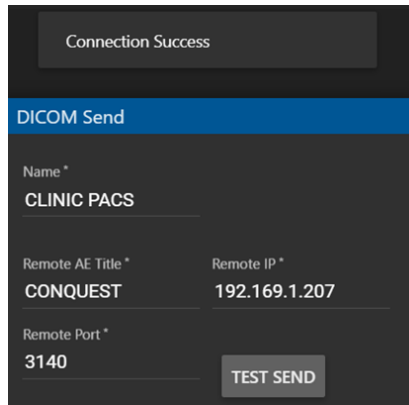 Connection Success
DICOM Send
Name *
CLINIC PACS
Remote AE Title *
Remote IP *
CONQUEST
192.169.1.207
Remote Port *
3140
TEST SEND